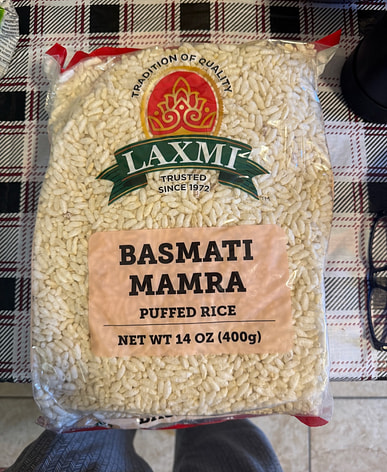 TRADITION OF QUALITY
LAXMI
TRUSTED
SINCE 1972
BASMATI
MAMRA
PUFFED RICE
NET WT 14 OZ (400g)